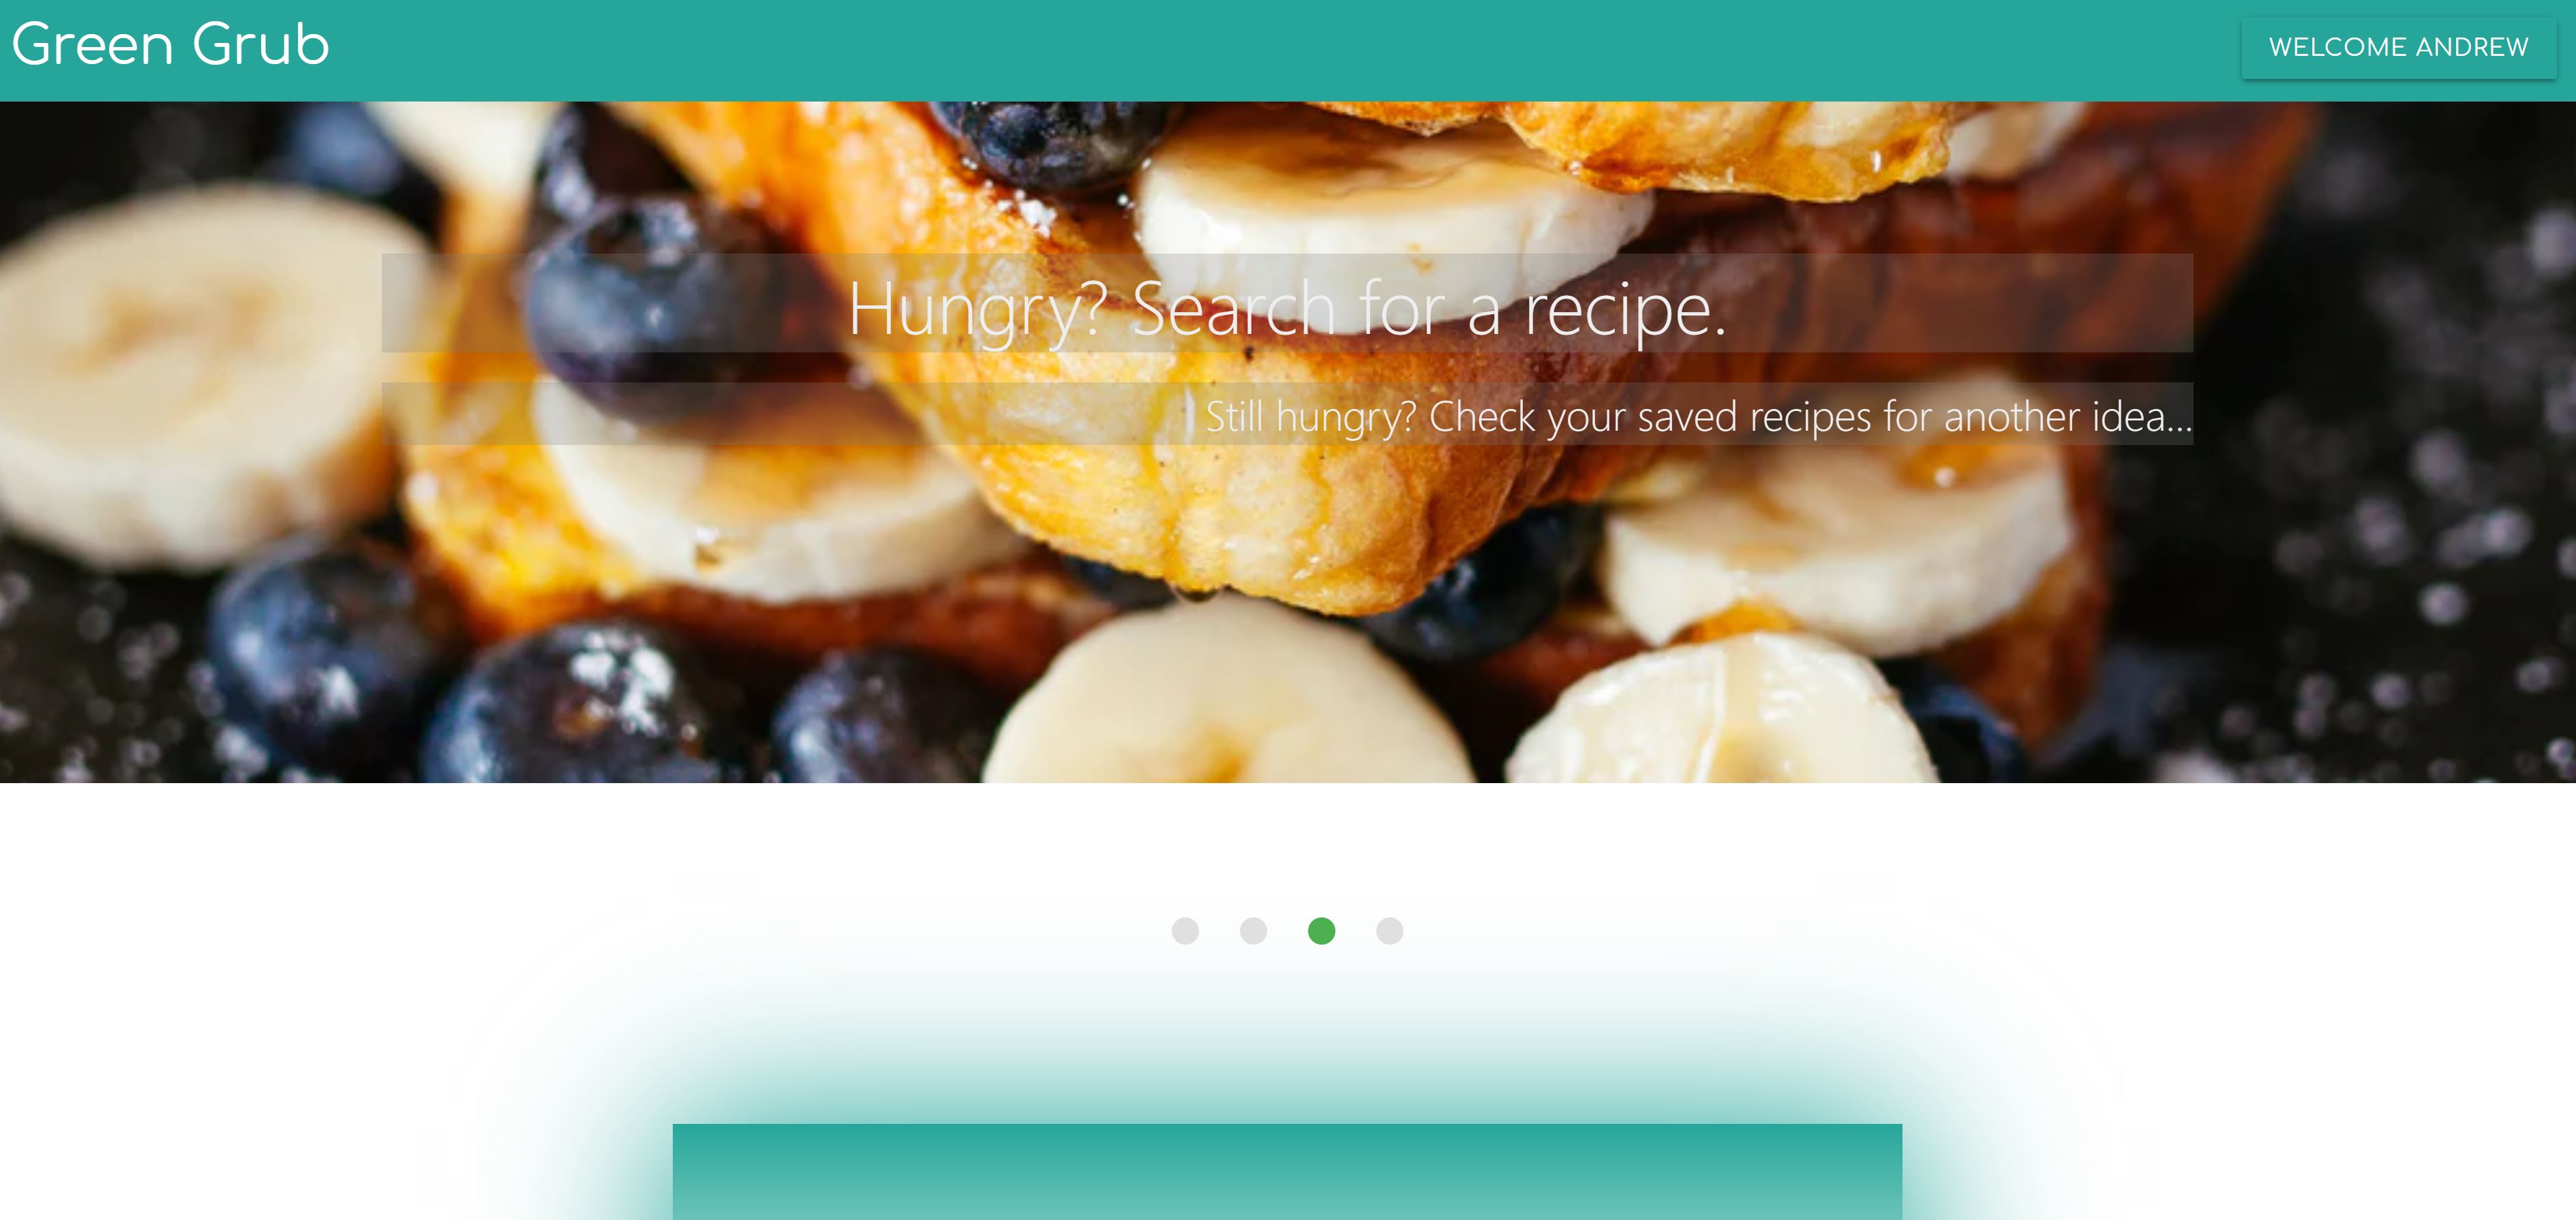 Green Grub
WELCOME ANDREW
Hungry? Search for a recipe.
Still hungry? Check your saved recipes for another idea...